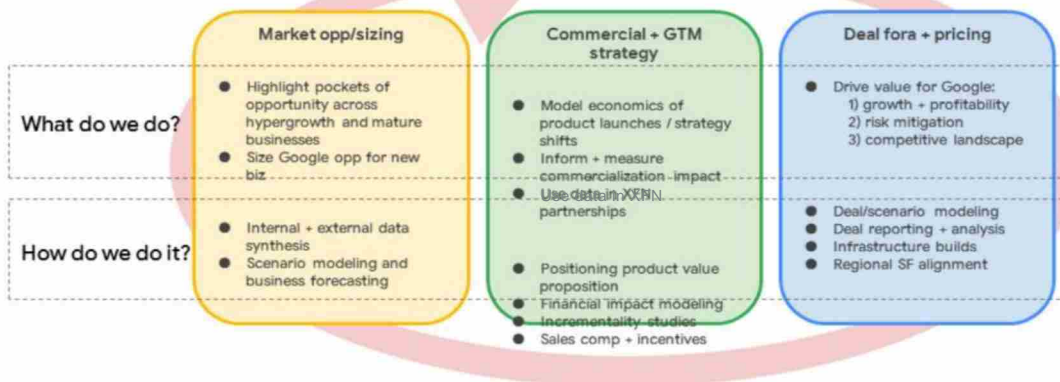 Market opp/sizing
Commercial + GTM
strategy
Deal fora + pricing
What do we do?
● Highlight pockets of
opportunity across
hypergrowth and mature
businesses
● Size Google opp for new
biz
● Model economics of
product launches / strategy
shifts
● Inform + measure
commercialization impact
● Use data in XFN
partnerships
● Drive value for Google:
1) growth + profitability
2) risk mitigation
3) competitive landscape
How do we do it?
● Internal + external data
synthesis
● Scenario modeling and
business forecasting
● Positioning product value
proposition
● Financial impact modeling
● Incrementality studies
● Sales comp + incentives
● Deal/scenario modeling
● Deal reporting + analysis
● Infrastructure builds
● Regional SF alignment